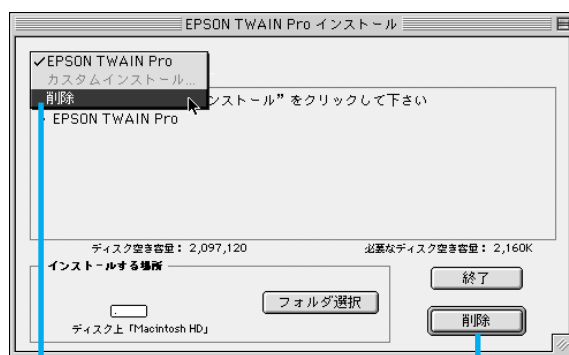 EPSON TWAIN Pro インストール
✓EPSON TWAIN Pro
カスタムインストール...
削除
ンストール”をクリックして下さい
・ EPSON TWAIN Pro
ディスク空き容量： 2,097,120
必要なディスク空き容量： 2,160K
インストールする場所
ディスク上「Macintosh HD」
フォルダ選択
終了
削除